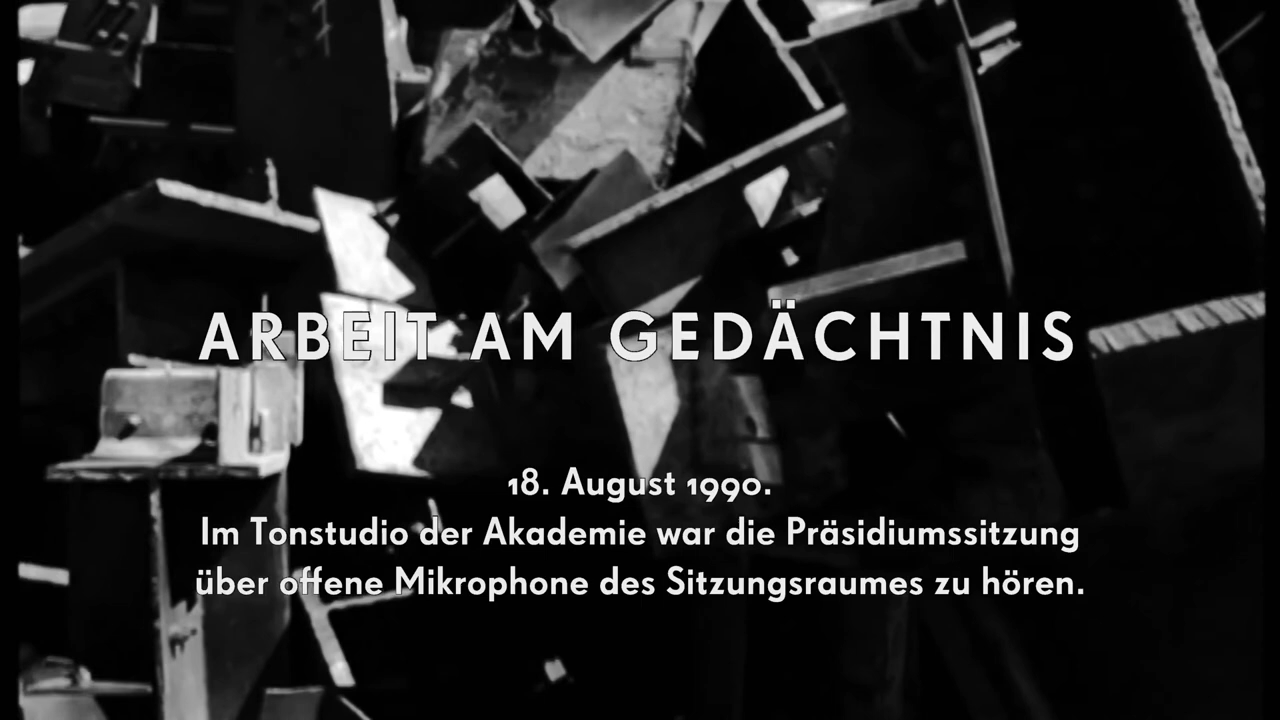 ARBEIT AM GEDÄCHTNIS
18. August 1990.
Im Tonstudio der Akademie war die Präsidiumssitzung
über offene Mikrophone des Sitzungsraumes zu hören.